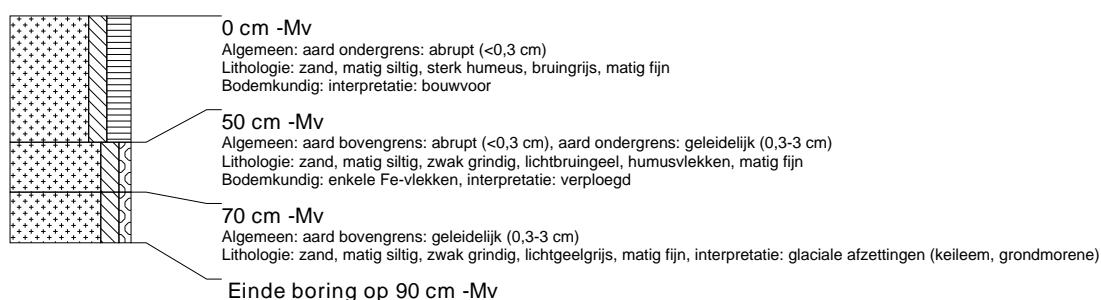 0 cm -Mv
Algemeen: aard ondergrens: abrupt (<0,3 cm)
Lithologie: zand, matig siltig, sterk humeus, bruingrijs, matig fijn
Bodemkundig: interpretatie: bouwvoor
50 cm -Mv
Algemeen: aard bovengrens: abrupt (<0,3 cm), aard ondergrens: geleidelijk (0,3-3 cm)
Lithologie: zand, matig siltig, zwak grindig, lichtbruingeel, humusvlekken, matig fijn
Bodemkundig: enkele Fe-vlekken, interpretatie: verploegd
70 cm -Mv
Algemeen: aard bovengrens: geleidelijk (0,3-3 cm)
Lithologie: zand, matig siltig, zwak grindig, lichtgeelgrijs, matig fijn, interpretatie: glaciale afzettingen (keileem, grondmorene)
Einde boring op 90 cm -Mv